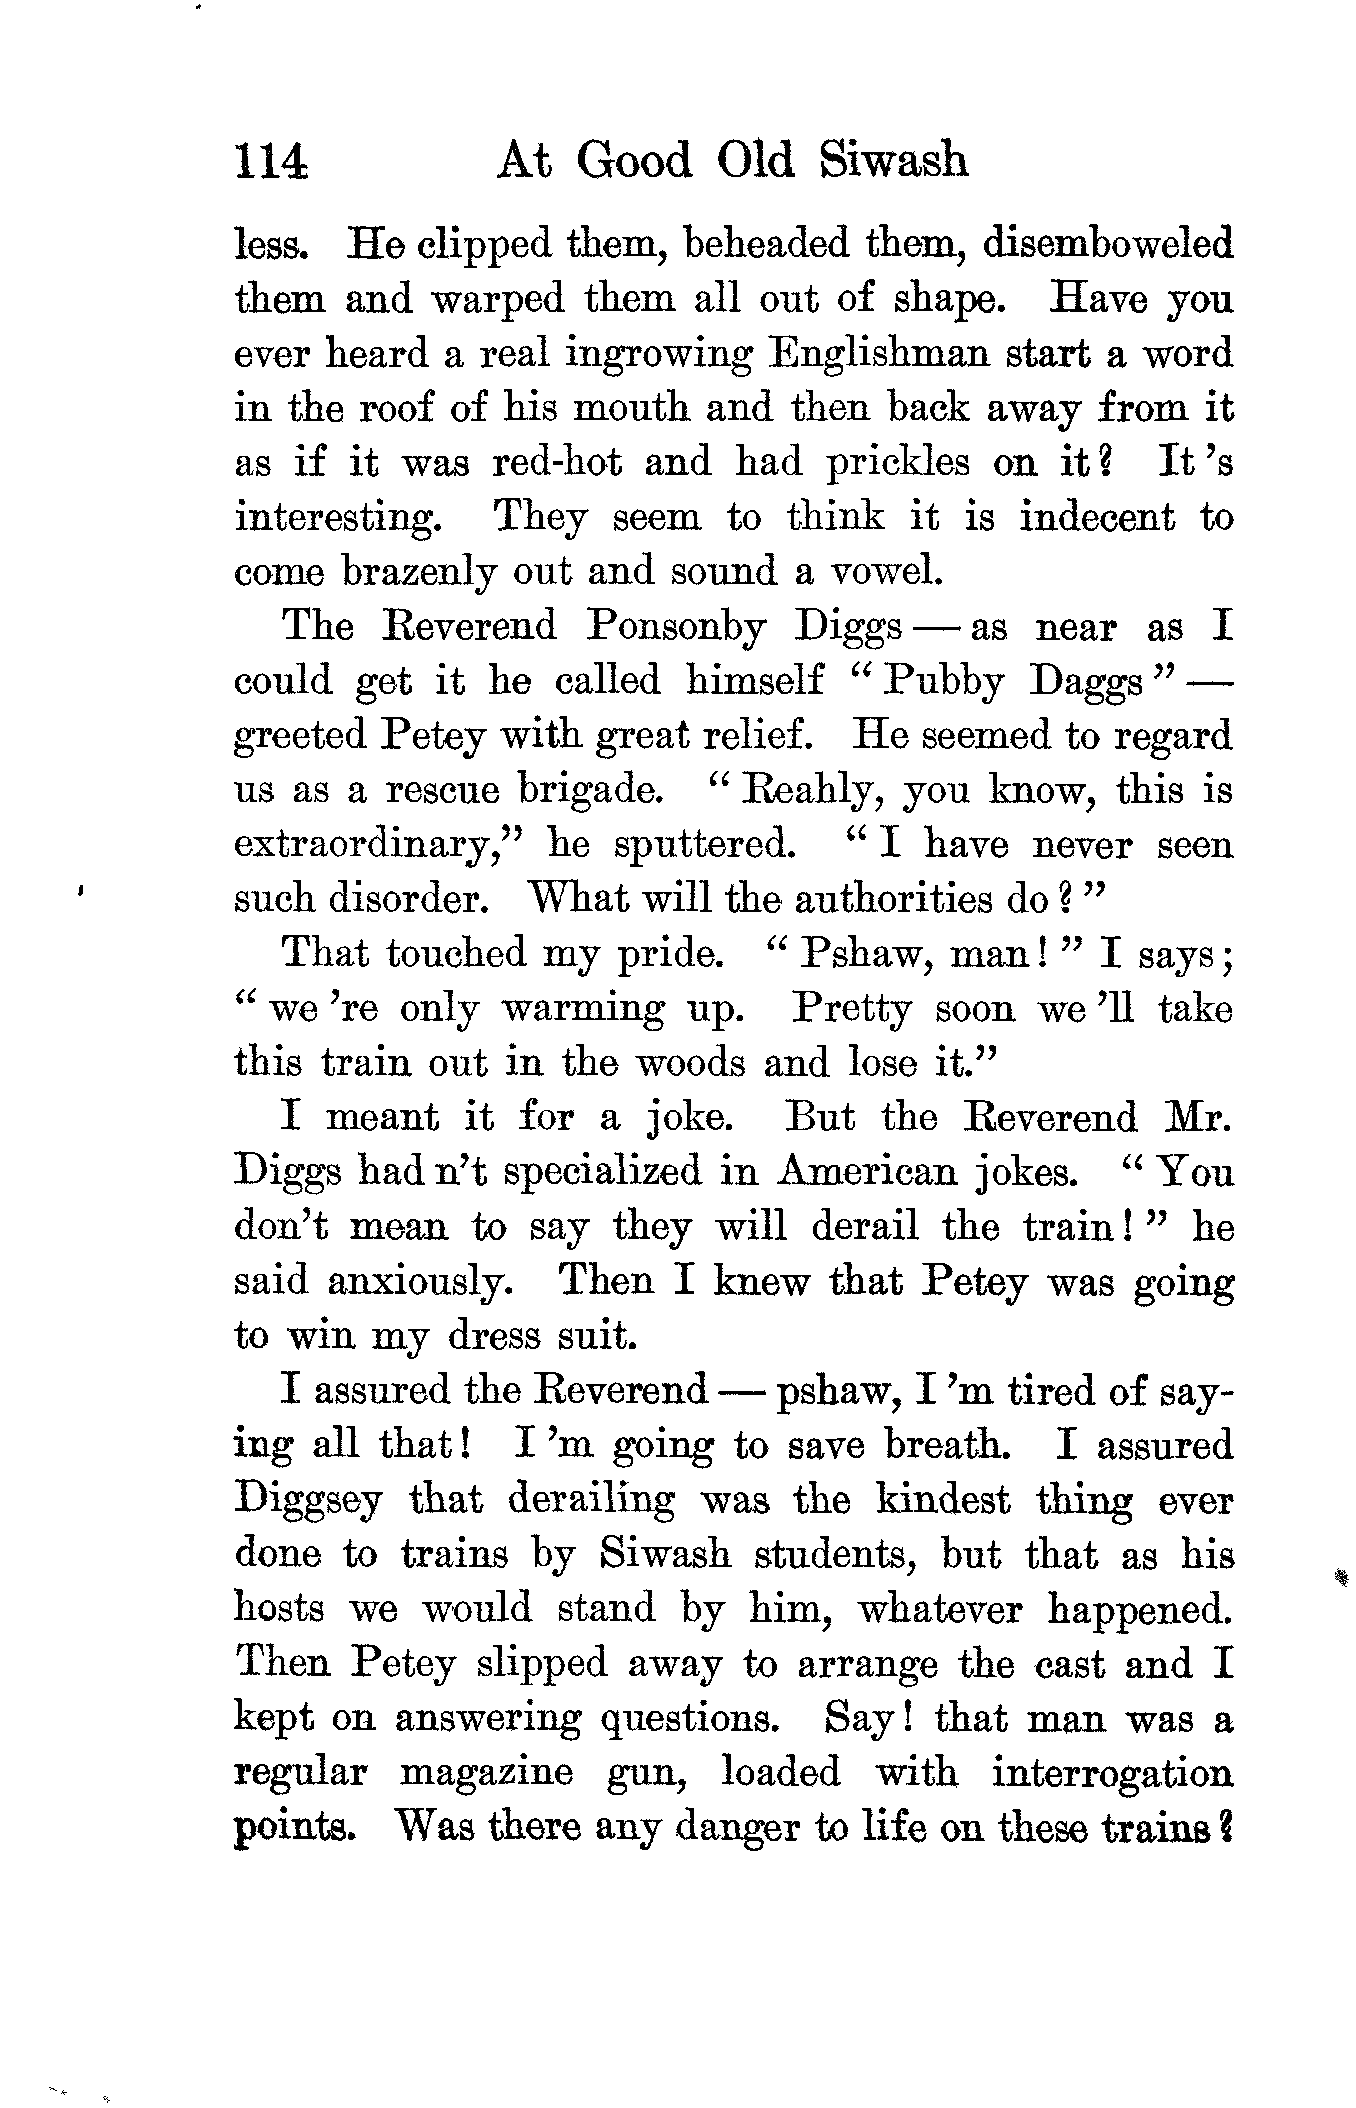 114 At Good Old Siwash
less. He clipped them, beheaded them, disemboweled
them and warped them all out of shape. Have you
ever heard a real ingrowing Englishman start a word
in the roof of his mouth and then back away from it
as if it was red-hot and had prickles on it? It 's
interesting. They seem to think it is indecent to
come brazenly out and sound a vowel.
The Reverend Ponsonby Diggs — as near as I
could get it he called himself " Pubby Daggs " —
greeted Petey with great relief. He seemed to regard
us as a rescue brigade. " Reahly, you know, this is
extraordinary," he sputtered. " I have never seen
such disorder. What will the authorities do ? "
That touched my pride. " Pshaw, man! " I says;
" we 're only warming up. Pretty soon we 'll take
this train out in the woods and lose it."
I meant it for a joke. But the Reverend Mr.
Diggs had n't specialized in American jokes. " You
don't mean to say they will derail the train! " he
said anxiously. Then I knew that Petey was going
to win my dress suit.
I assured the Reverend — pshaw, I 'm tired of say-
ing all that! I 'm going to save breath. I assured
Diggsey that derailing was the kindest thing ever
done to trains by Siwash students, but that as his
hosts we would stand by him, whatever happened.
Then Petey slipped away to arrange the cast and I
kept on answering questions. Say! that man was a
regular magazine gun, loaded with interrogation
points. Was there any danger to life on these trains?